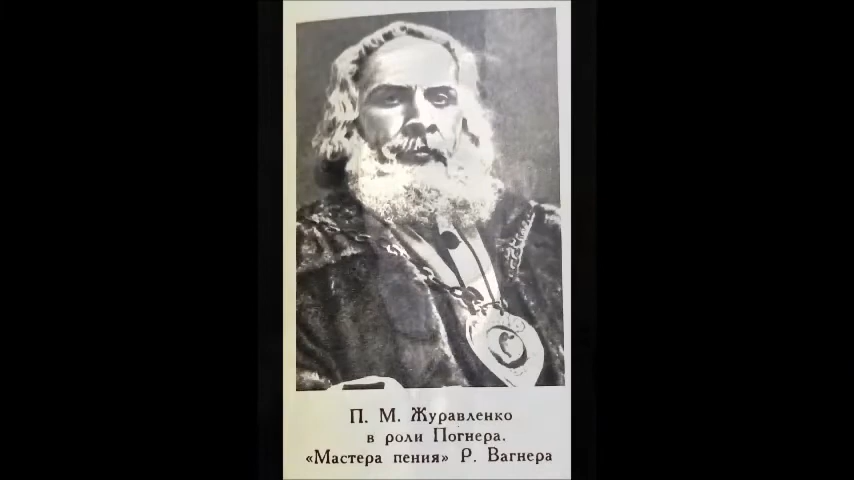 П. М. Журавленко
в роли Погнера.
«Мастера пения» Р. Вагнера